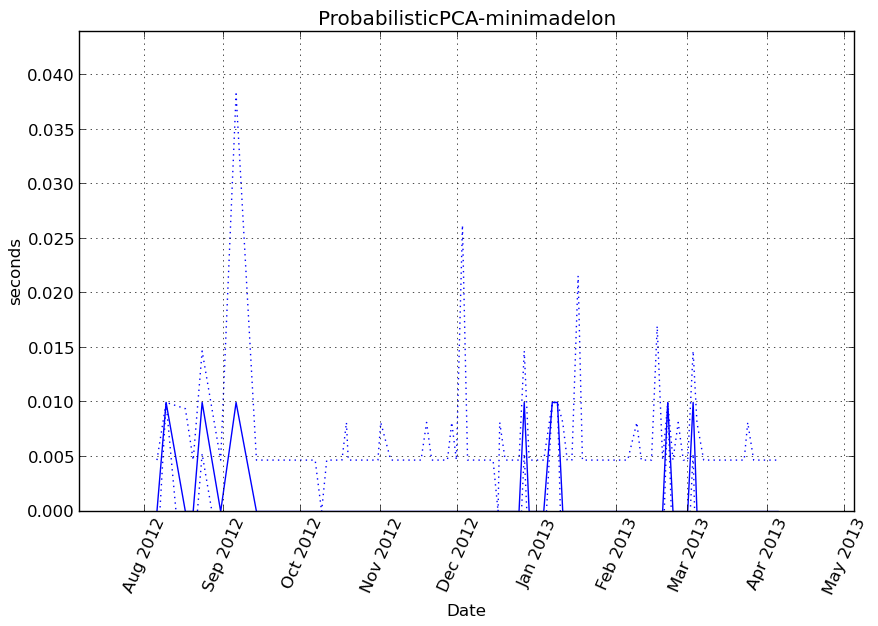 ProbabilisticPCA-minimadelon
0.040
0.035
0.030
0.025
0.020
0.015
0.010
0.005
0.000
seconds
Aug 2012
Sep 2012
Oct 2012
Nov 2012
Dec 2012
Jan 2013
Feb 2013
Mar 2013
Apr 2013
May 2013
Date